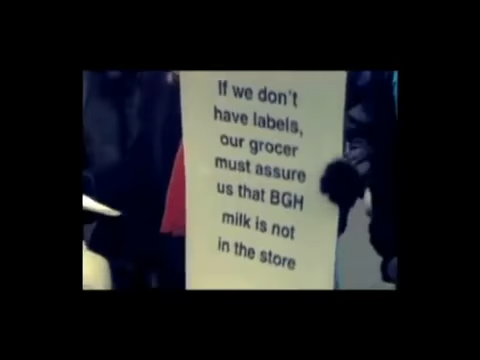 If we don't
have labels,
our grocer
must assure
us that BGH
milk is not
in the store